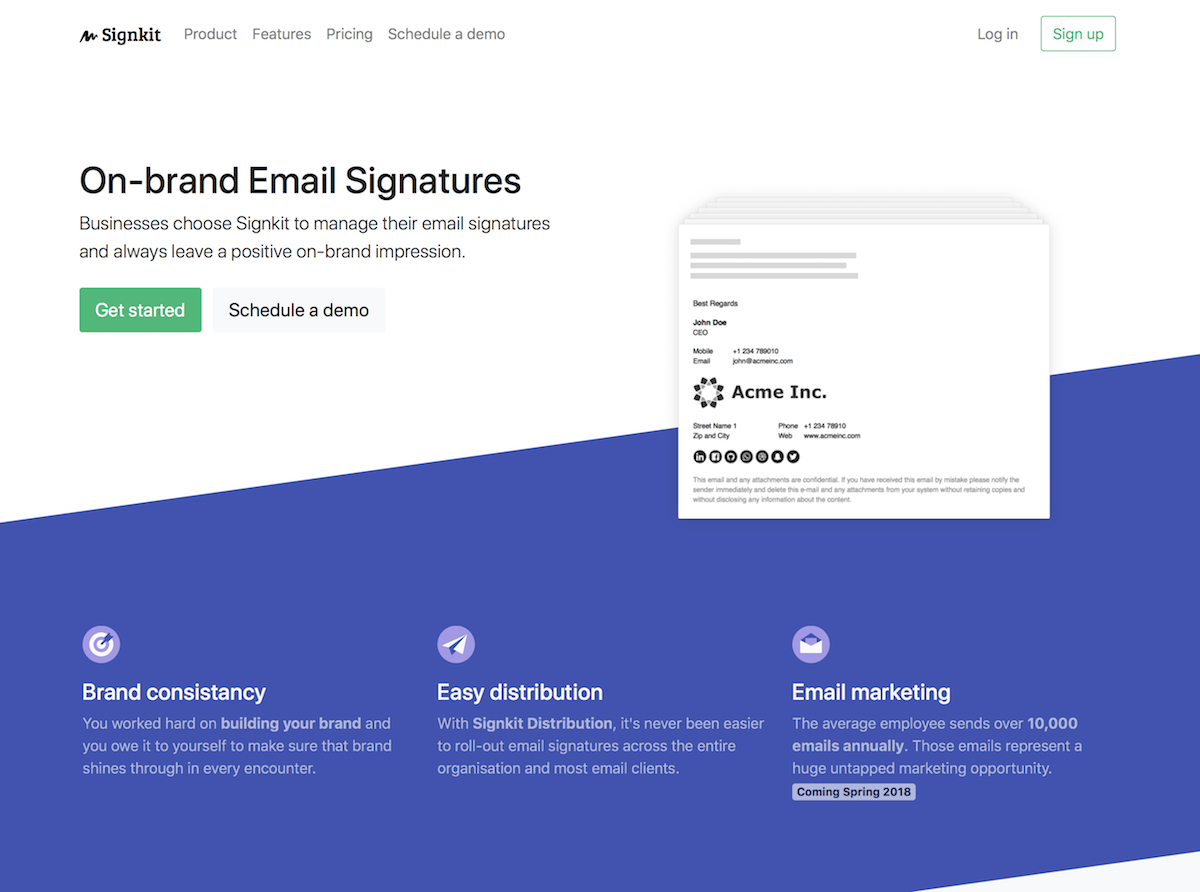 Signkit Product Features Pricing Schedule a demo Log in Sign up
On-brand Email Signatures
Businesses choose Signkit to manage their email signatures
and always leave a positive on-brand impression.
Get started Schedule a demo
Best Regards
John Doe
CEO
Mobile +1 234 789010
Email john@acmeinc.com
Acme Inc.
Street Name 1 Phone +1 234 78910
Zip and City Web www.acmeinc.com
This email and any attachments are confidential. If you have received this email by mistake please notify the
sender immediately and delete this e-mail and any attachments from your system without retaining copies and
without disclosing any information about the content.
Brand consistancy
You worked hard on building your brand and
you owe it to yourself to make sure that brand
shines through in every encounter.
Easy distribution
With Signkit Distribution, it's never been easier
to roll-out email signatures across the entire
organisation and most email clients.
Email marketing
The average employee sends over 10,000
emails annually. Those emails represent a
huge untapped marketing opportunity.
Coming Spring 2018